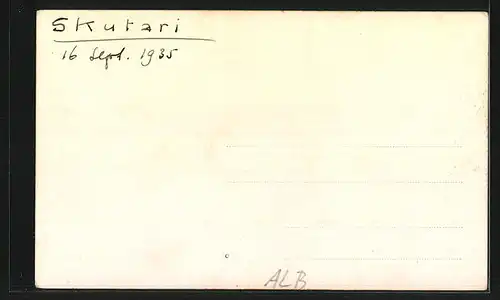 Skutari
16 Sept. 1935
ALB